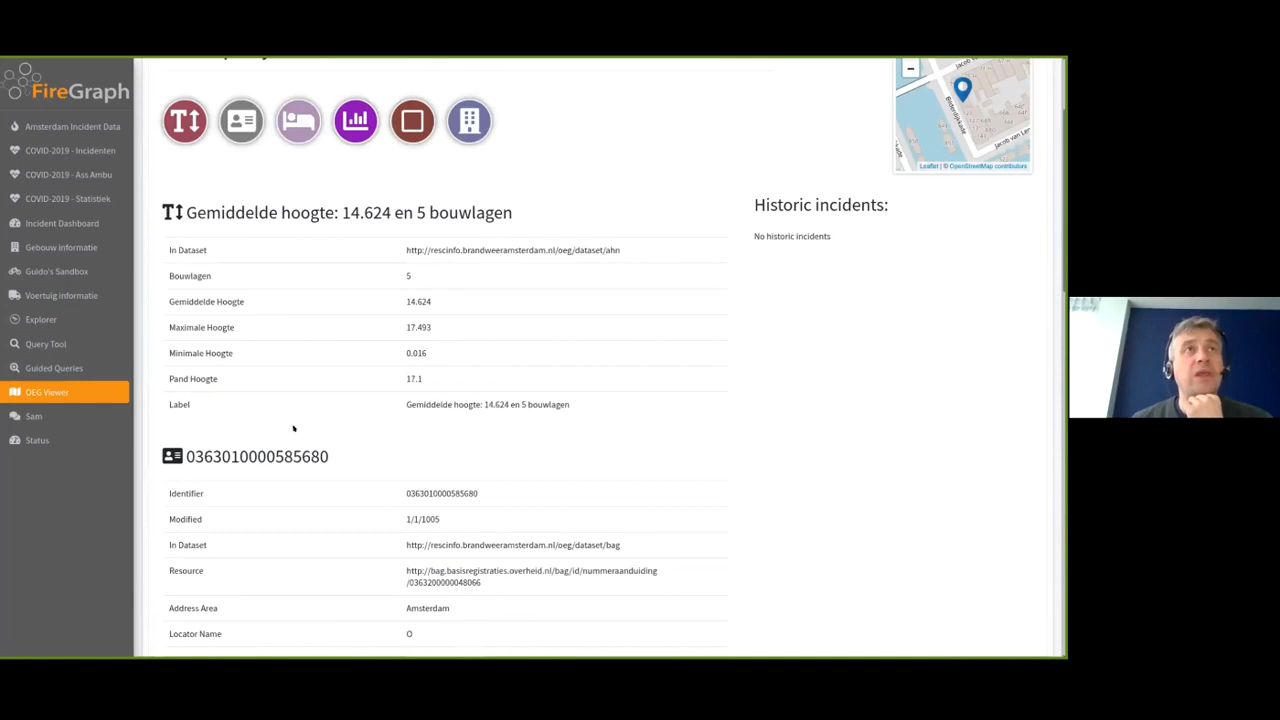 FireGraph
Amsterdam Incident Data
COVID-2019 - Incidenten
COVID-2019 - Ass Ambu
COVID-2019 - Statistiek
Incident Dashboard
Gebouw informatie
Guido's Sandbox
Voertuig informatie
Explorer
Query Tool
Guided Queries
OEG Viewer
Sam
Status
T
−
Bilderdijkkade
Jacob van Len
Leaflet | © OpenStreetMap contributors
T Gemiddelde hoogte: 14.624 en 5 bouwlagen
In Dataset http://rescinfo.brandweeramsterdam.nl/oeg/dataset/ahn
Bouwlagen 5
Gemiddelde Hoogte 14.624
Maximale Hoogte 17.493
Minimale Hoogte 0.016
Pand Hoogte 17.1
Label Gemiddelde hoogte: 14.624 en 5 bouwlagen
0363010000585680
Identifier 0363010000585680
Modified 1/1/1005
In Dataset http://rescinfo.brandweeramsterdam.nl/oeg/dataset/bag
Resource http://bag.basisregistraties.overheid.nl/bag/id/nummeraanduiding
/0363200000048066
Address Area Amsterdam
Locator Name O
Historic incidents:
No historic incidents